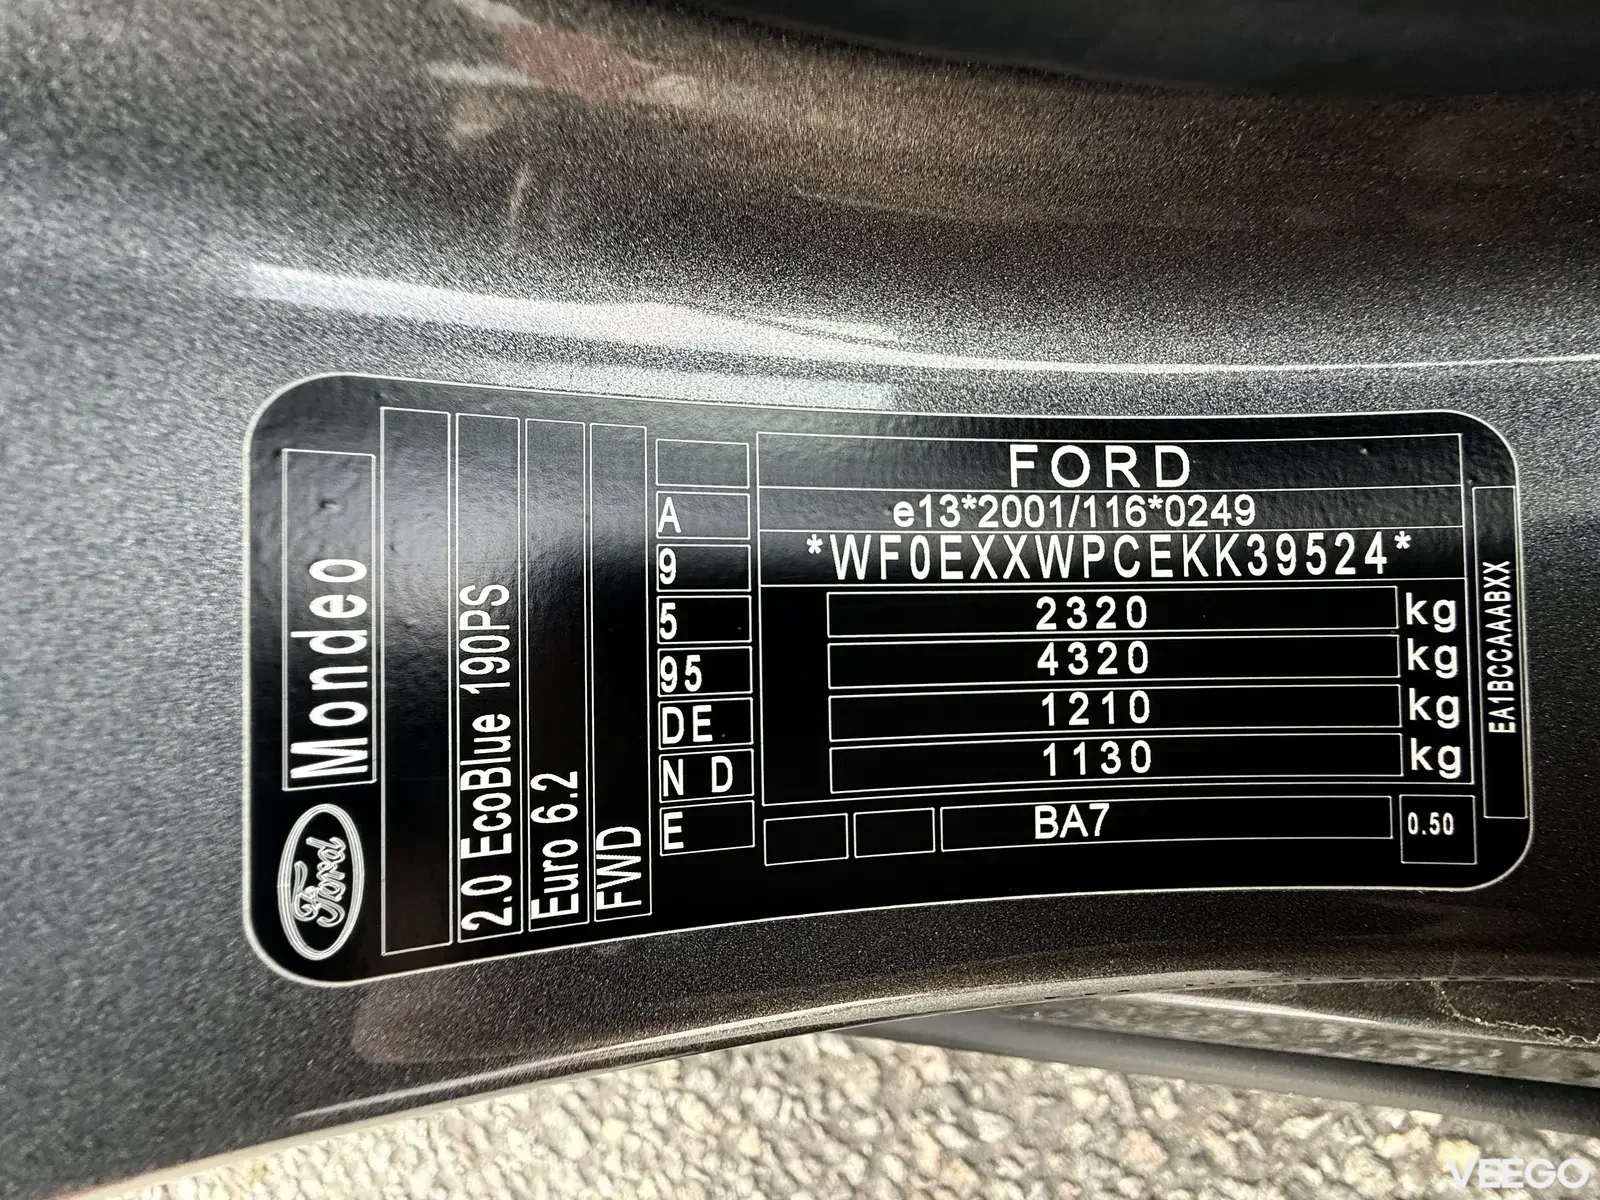 Ford
Mondeo
2.0 EcoBlue 190PS
Euro 6.2
FWD
A
9
5
95
DE
N D
E
FORD
e13*2001/116*0249
*WF0EXXWPCEKK39524*
2320 kg
4320 kg
1210 kg
1130 kg
BA7
0.50
EA1BCCAAABXX
VEEGO